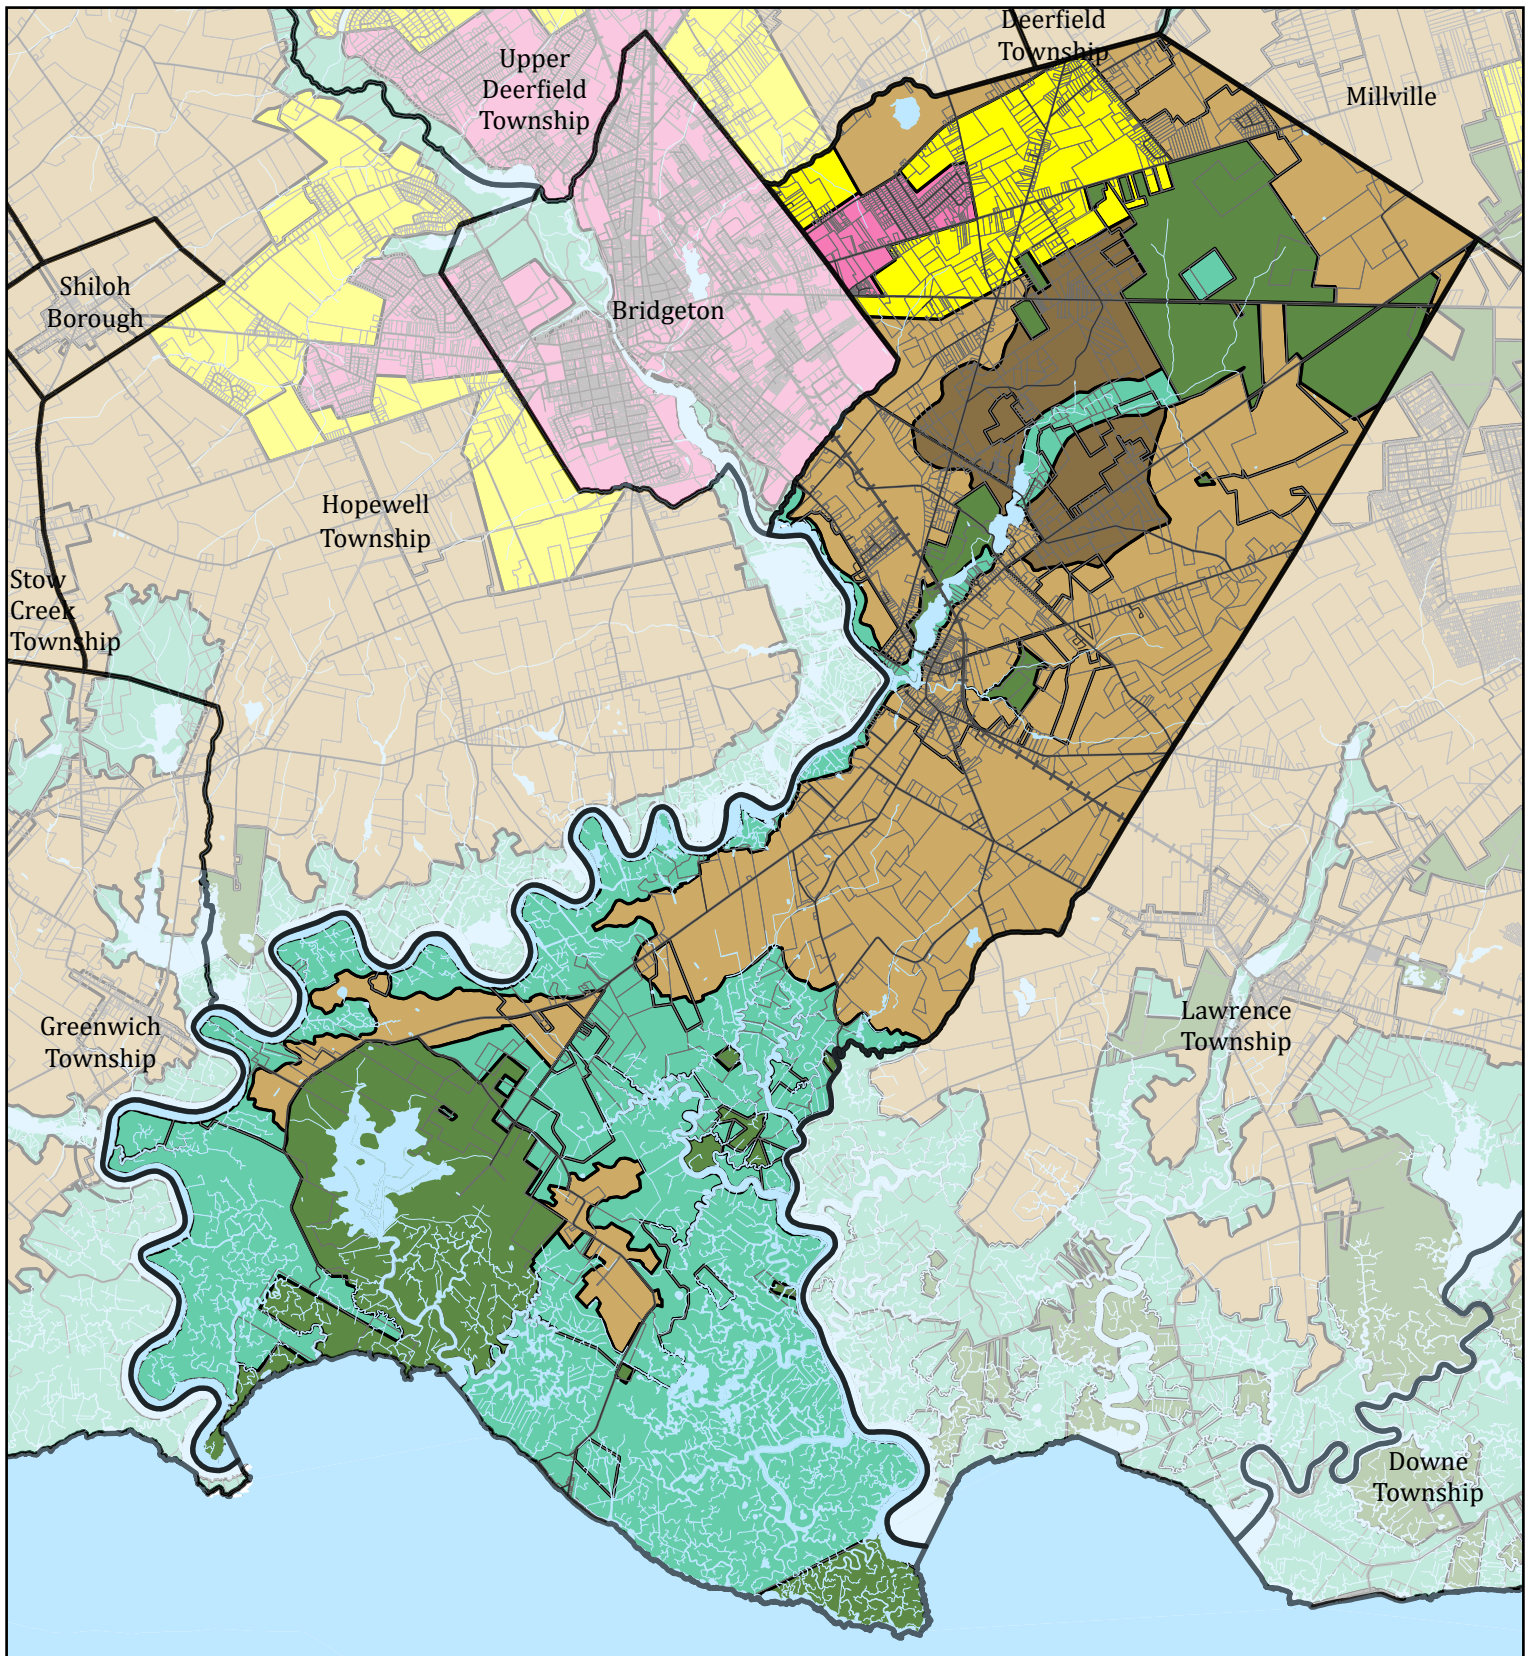 Deerfield
Township
Upper
Deerfield
Township
Millville
Shiloh
Borough
Bridgeton
Hopewell
Township
Stow
Creek
Township
Greenwich
Township
Lawrence
Township
Downe
Township